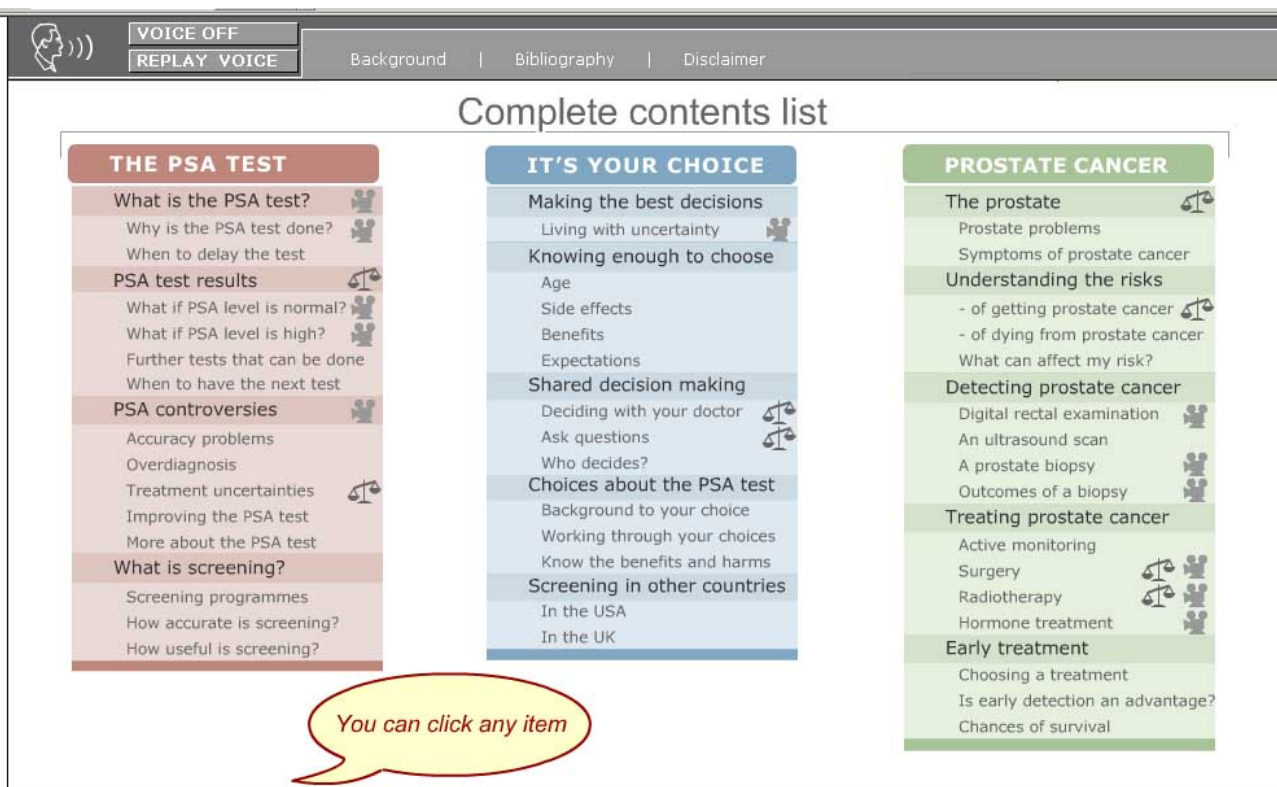 VOICE OFF
REPLAY VOICE
Background | Bibliography | Disclaimer
Complete contents list
THE PSA TEST
What is the PSA test?
Why is the PSA test done?
When to delay the test
PSA test results
What if PSA level is normal?
What if PSA level is high?
Further tests that can be done
When to have the next test
PSA controversies
Accuracy problems
Overdiagnosis
Treatment uncertainties
Improving the PSA test
More about the PSA test
What is screening?
Screening programmes
How accurate is screening?
How useful is screening?
IT'S YOUR CHOICE
Making the best decisions
Living with uncertainty
Knowing enough to choose
Age
Side effects
Benefits
Expectations
Shared decision making
Deciding with your doctor
Ask questions
Who decides?
Choices about the PSA test
Background to your choice
Working through your choices
Know the benefits and harms
Screening in other countries
In the USA
In the UK
PROSTATE CANCER
The prostate
Prostate problems
Symptoms of prostate cancer
Understanding the risks
- of getting prostate cancer
- of dying from prostate cancer
What can affect my risk?
Detecting prostate cancer
Digital rectal examination
An ultrasound scan
A prostate biopsy
Outcomes of a biopsy
Treating prostate cancer
Active monitoring
Surgery
Radiotherapy
Hormone treatment
Early treatment
Choosing a treatment
Is early detection an advantage?
Chances of survival
You can click any item